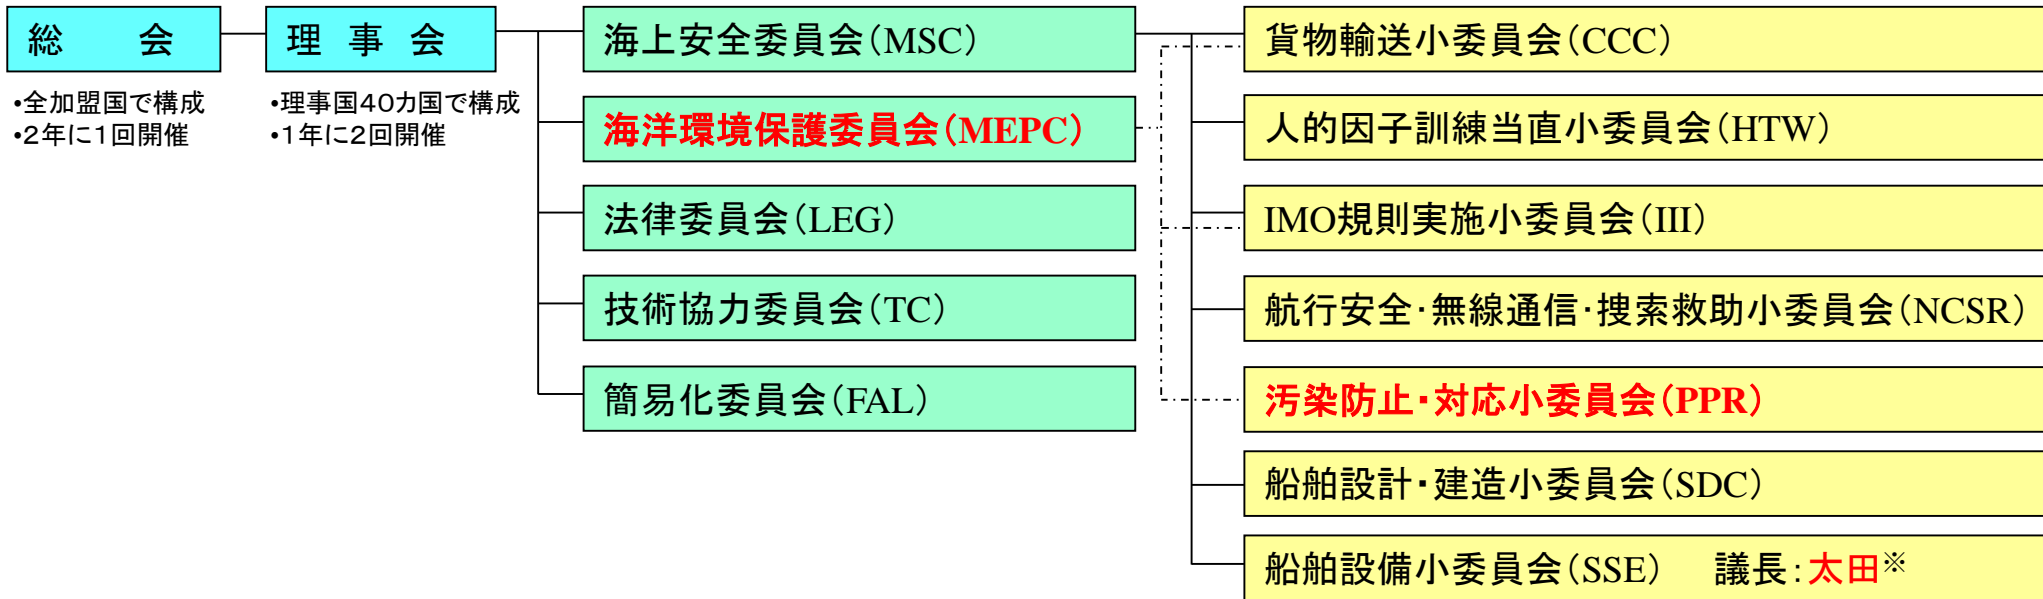 総　会
理 事 会
•全加盟国で構成
•2年に1回開催
•理事国40カ国で構成
•1年に2回開催
海上安全委員会(MSC)
海洋環境保護委員会(MEPC)
法律委員会(LEG)
技術協力委員会(TC)
簡易化委員会(FAL)
貨物輸送小委員会(CCC)
人的因子訓練当直小委員会(HTW)
IMO規則実施小委員会(III)
航行安全・無線通信・捜索救助小委員会(NCSR)
汚染防止・対応小委員会(PPR)
船舶設計・建造小委員会(SDC)
船舶設備小委員会(SSE)　議長:太田※